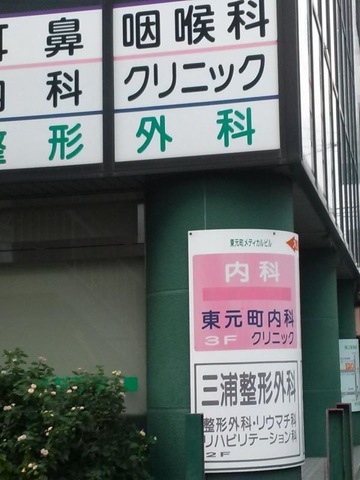 耳鼻咽喉科
内科クリニック
整形外科
東元町メディカルビル
内科
東元町内科
3F クリニック
三浦整形外科
整形外科・リウマチ科
リハビリテーション科
2F